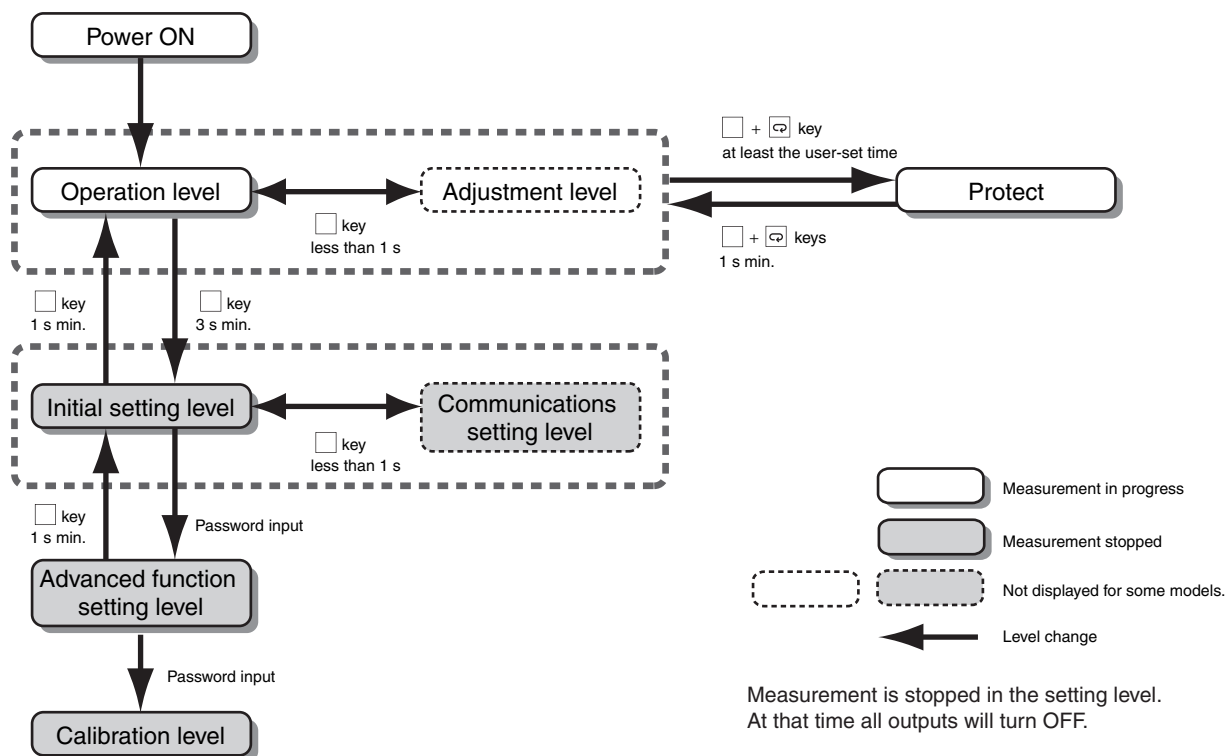 Power ON
+ key
at least the user-set time
Operation level
Adjustment level
Protect
key
less than 1 s
+ keys
1 s min.
key
1 s min.
key
3 s min.
Initial setting level
Communications
setting level
key
less than 1 s
Measurement in progress
key
1 s min.
Password input
Measurement stopped
Advanced function
setting level
Not displayed for some models.
Level change
Password input
Measurement is stopped in the setting level.
At that time all outputs will turn OFF.
Calibration level